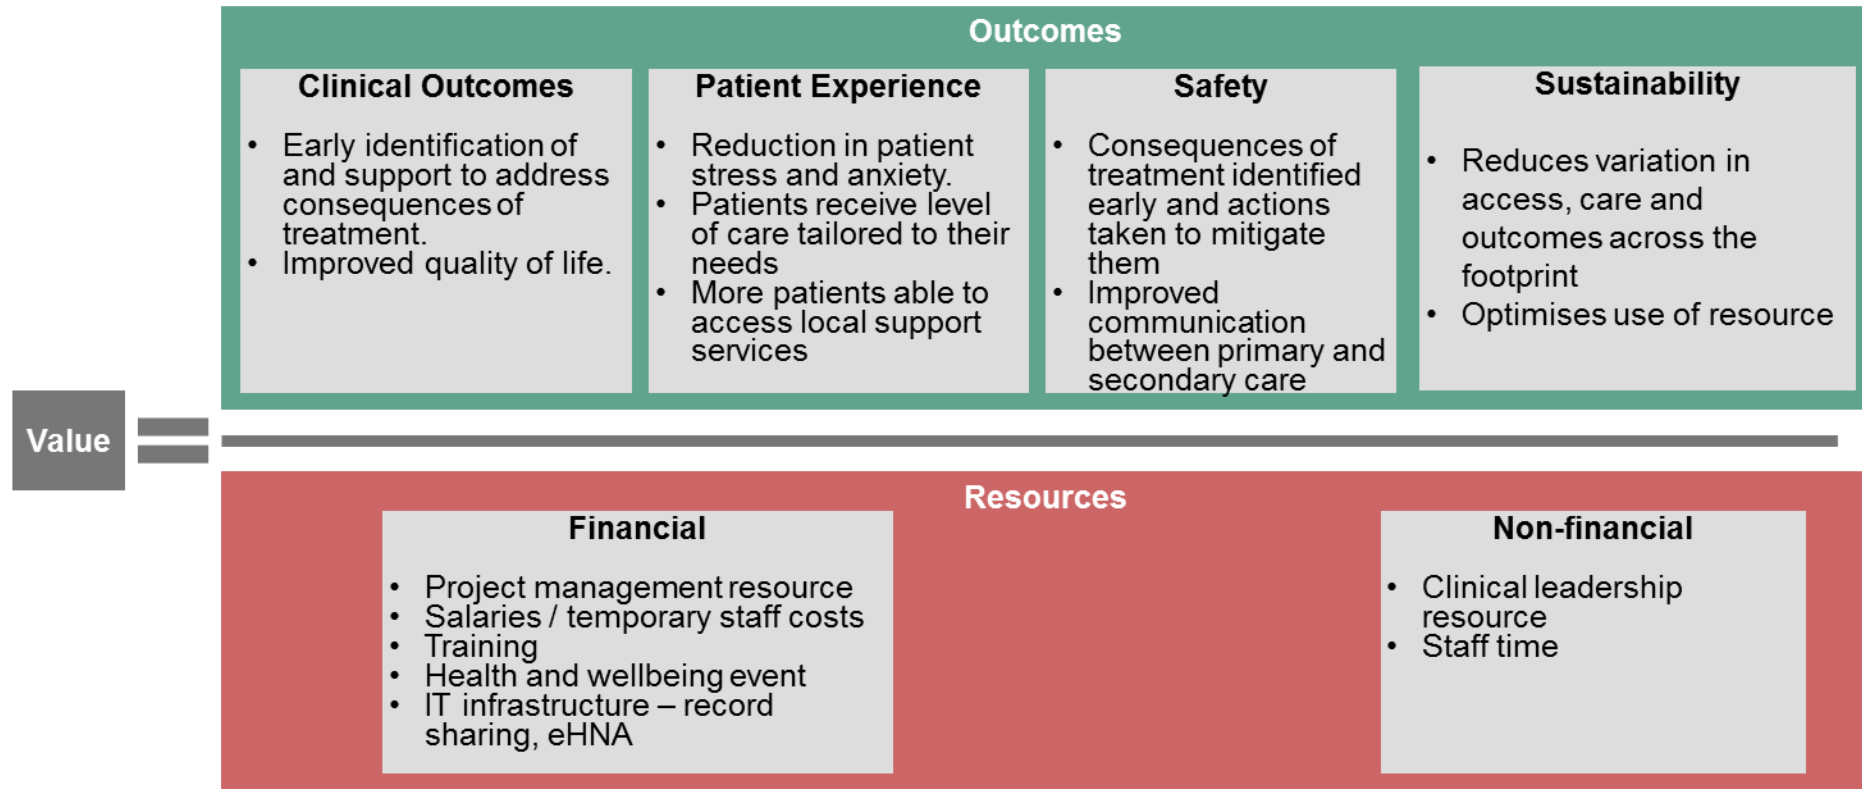 Outcomes
Clinical Outcomes
• Early identification of
and support to address
consequences of
treatment.
• Improved quality of life.
Patient Experience
• Reduction in patient
stress and anxiety.
• Patients receive level
of care tailored to their
needs
• More patients able to
access local support
services
Safety
• Consequences of
treatment identified
early and actions
taken to mitigate
them
• Improved
communication
between primary and
secondary care
Sustainability
• Reduces variation in
access, care and
outcomes across the
footprint
• Optimises use of resource
Value
Resources
Financial
• Project management resource
• Salaries / temporary staff costs
• Training
• Health and wellbeing event
• IT infrastructure – record
sharing, eHNA
Non-financial
• Clinical leadership
resource
• Staff time